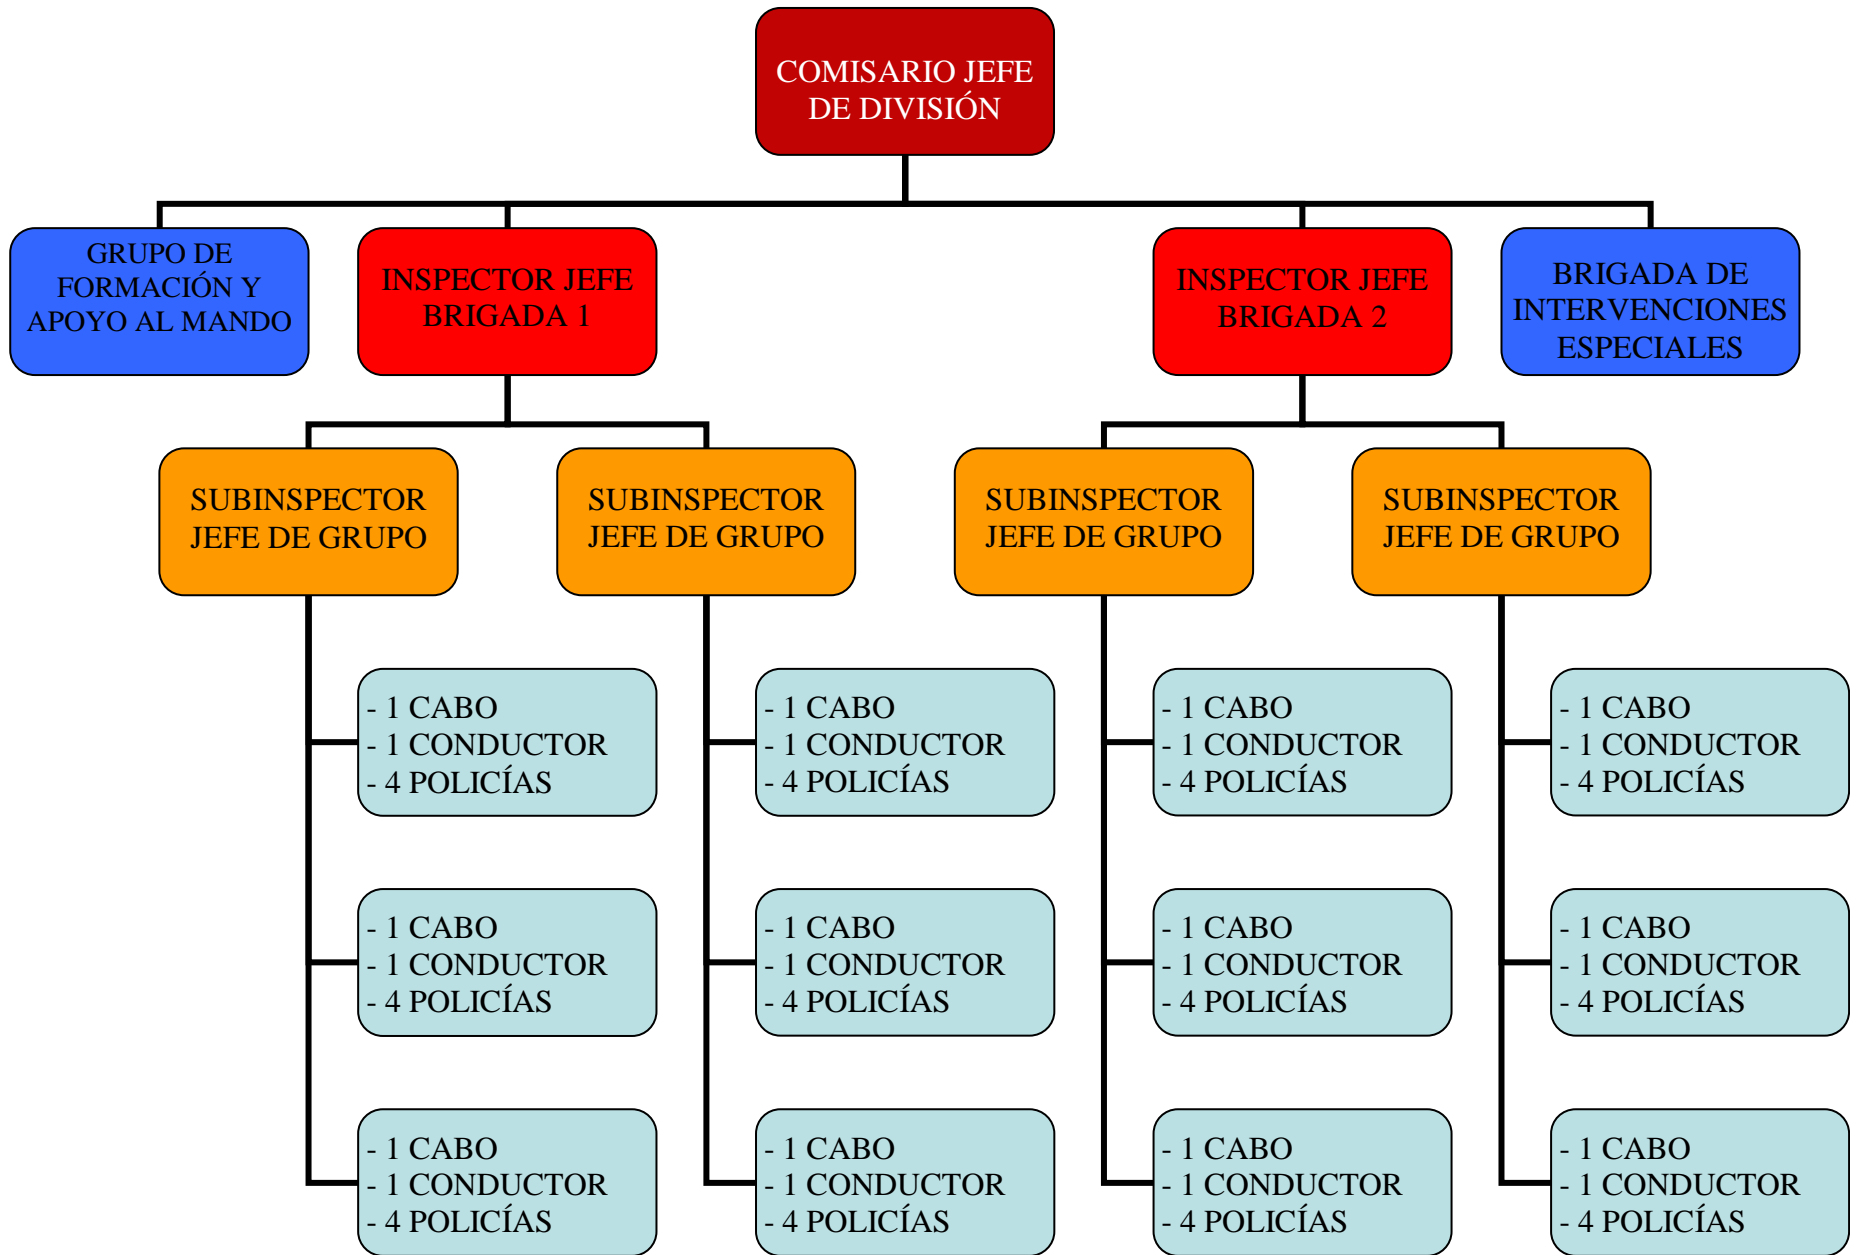 COMISARIO JEFE
DE DIVISIÓN
GRUPO DE
FORMACIÓN Y
APOYO AL MANDO
INSPECTOR JEFE
BRIGADA 1
INSPECTOR JEFE
BRIGADA 2
BRIGADA DE
INTERVENCIONES
ESPECIALES
SUBINSPECTOR
JEFE DE GRUPO
SUBINSPECTOR
JEFE DE GRUPO
SUBINSPECTOR
JEFE DE GRUPO
SUBINSPECTOR
JEFE DE GRUPO
- 1 CABO
- 1 CONDUCTOR
- 4 POLICÍAS
- 1 CABO
- 1 CONDUCTOR
- 4 POLICÍAS
- 1 CABO
- 1 CONDUCTOR
- 4 POLICÍAS
- 1 CABO
- 1 CONDUCTOR
- 4 POLICÍAS
- 1 CABO
- 1 CONDUCTOR
- 4 POLICÍAS
- 1 CABO
- 1 CONDUCTOR
- 4 POLICÍAS
- 1 CABO
- 1 CONDUCTOR
- 4 POLICÍAS
- 1 CABO
- 1 CONDUCTOR
- 4 POLICÍAS
- 1 CABO
- 1 CONDUCTOR
- 4 POLICÍAS
- 1 CABO
- 1 CONDUCTOR
- 4 POLICÍAS
- 1 CABO
- 1 CONDUCTOR
- 4 POLICÍAS
- 1 CABO
- 1 CONDUCTOR
- 4 POLICÍAS